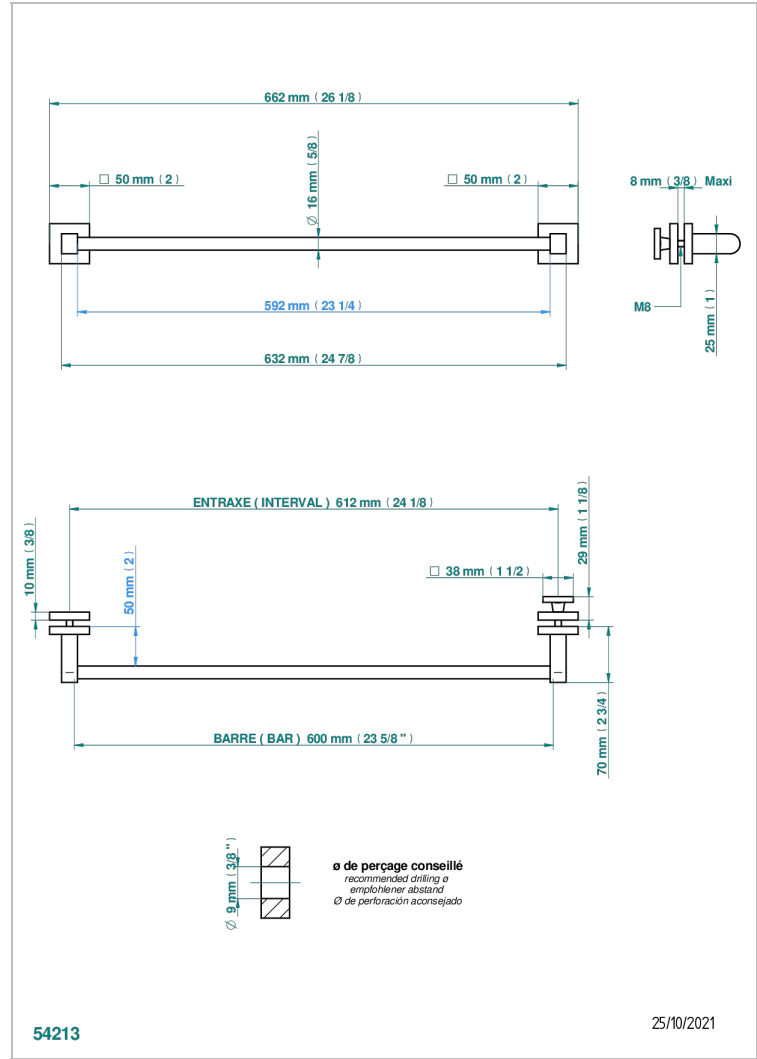 662 mm ( 26 1/8 )
□ 50 mm ( 2 )
Ø 16 mm ( 5/8 )
□ 50 mm ( 2 )
8 mm ( 3/8 ) Maxi
592 mm ( 23 1/4 )
M8
25 mm ( 1 )
632 mm ( 24 7/8 )
ENTRAXE ( INTERVAL ) 612 mm ( 24 1/8 )
10 mm ( 3/8 )
50 mm ( 2 )
□ 38 mm ( 1 1/2 )
29 mm ( 1 1/8 )
BARRE ( BAR ) 600 mm ( 23 5/8 " )
70 mm ( 2 3/4 )
Ø 9 mm ( 3/8 " )
ø de perçage conseillé
recommended drilling ø
empfohlener abstand
Ø de perforación aconsejado
54213
25/10/2021